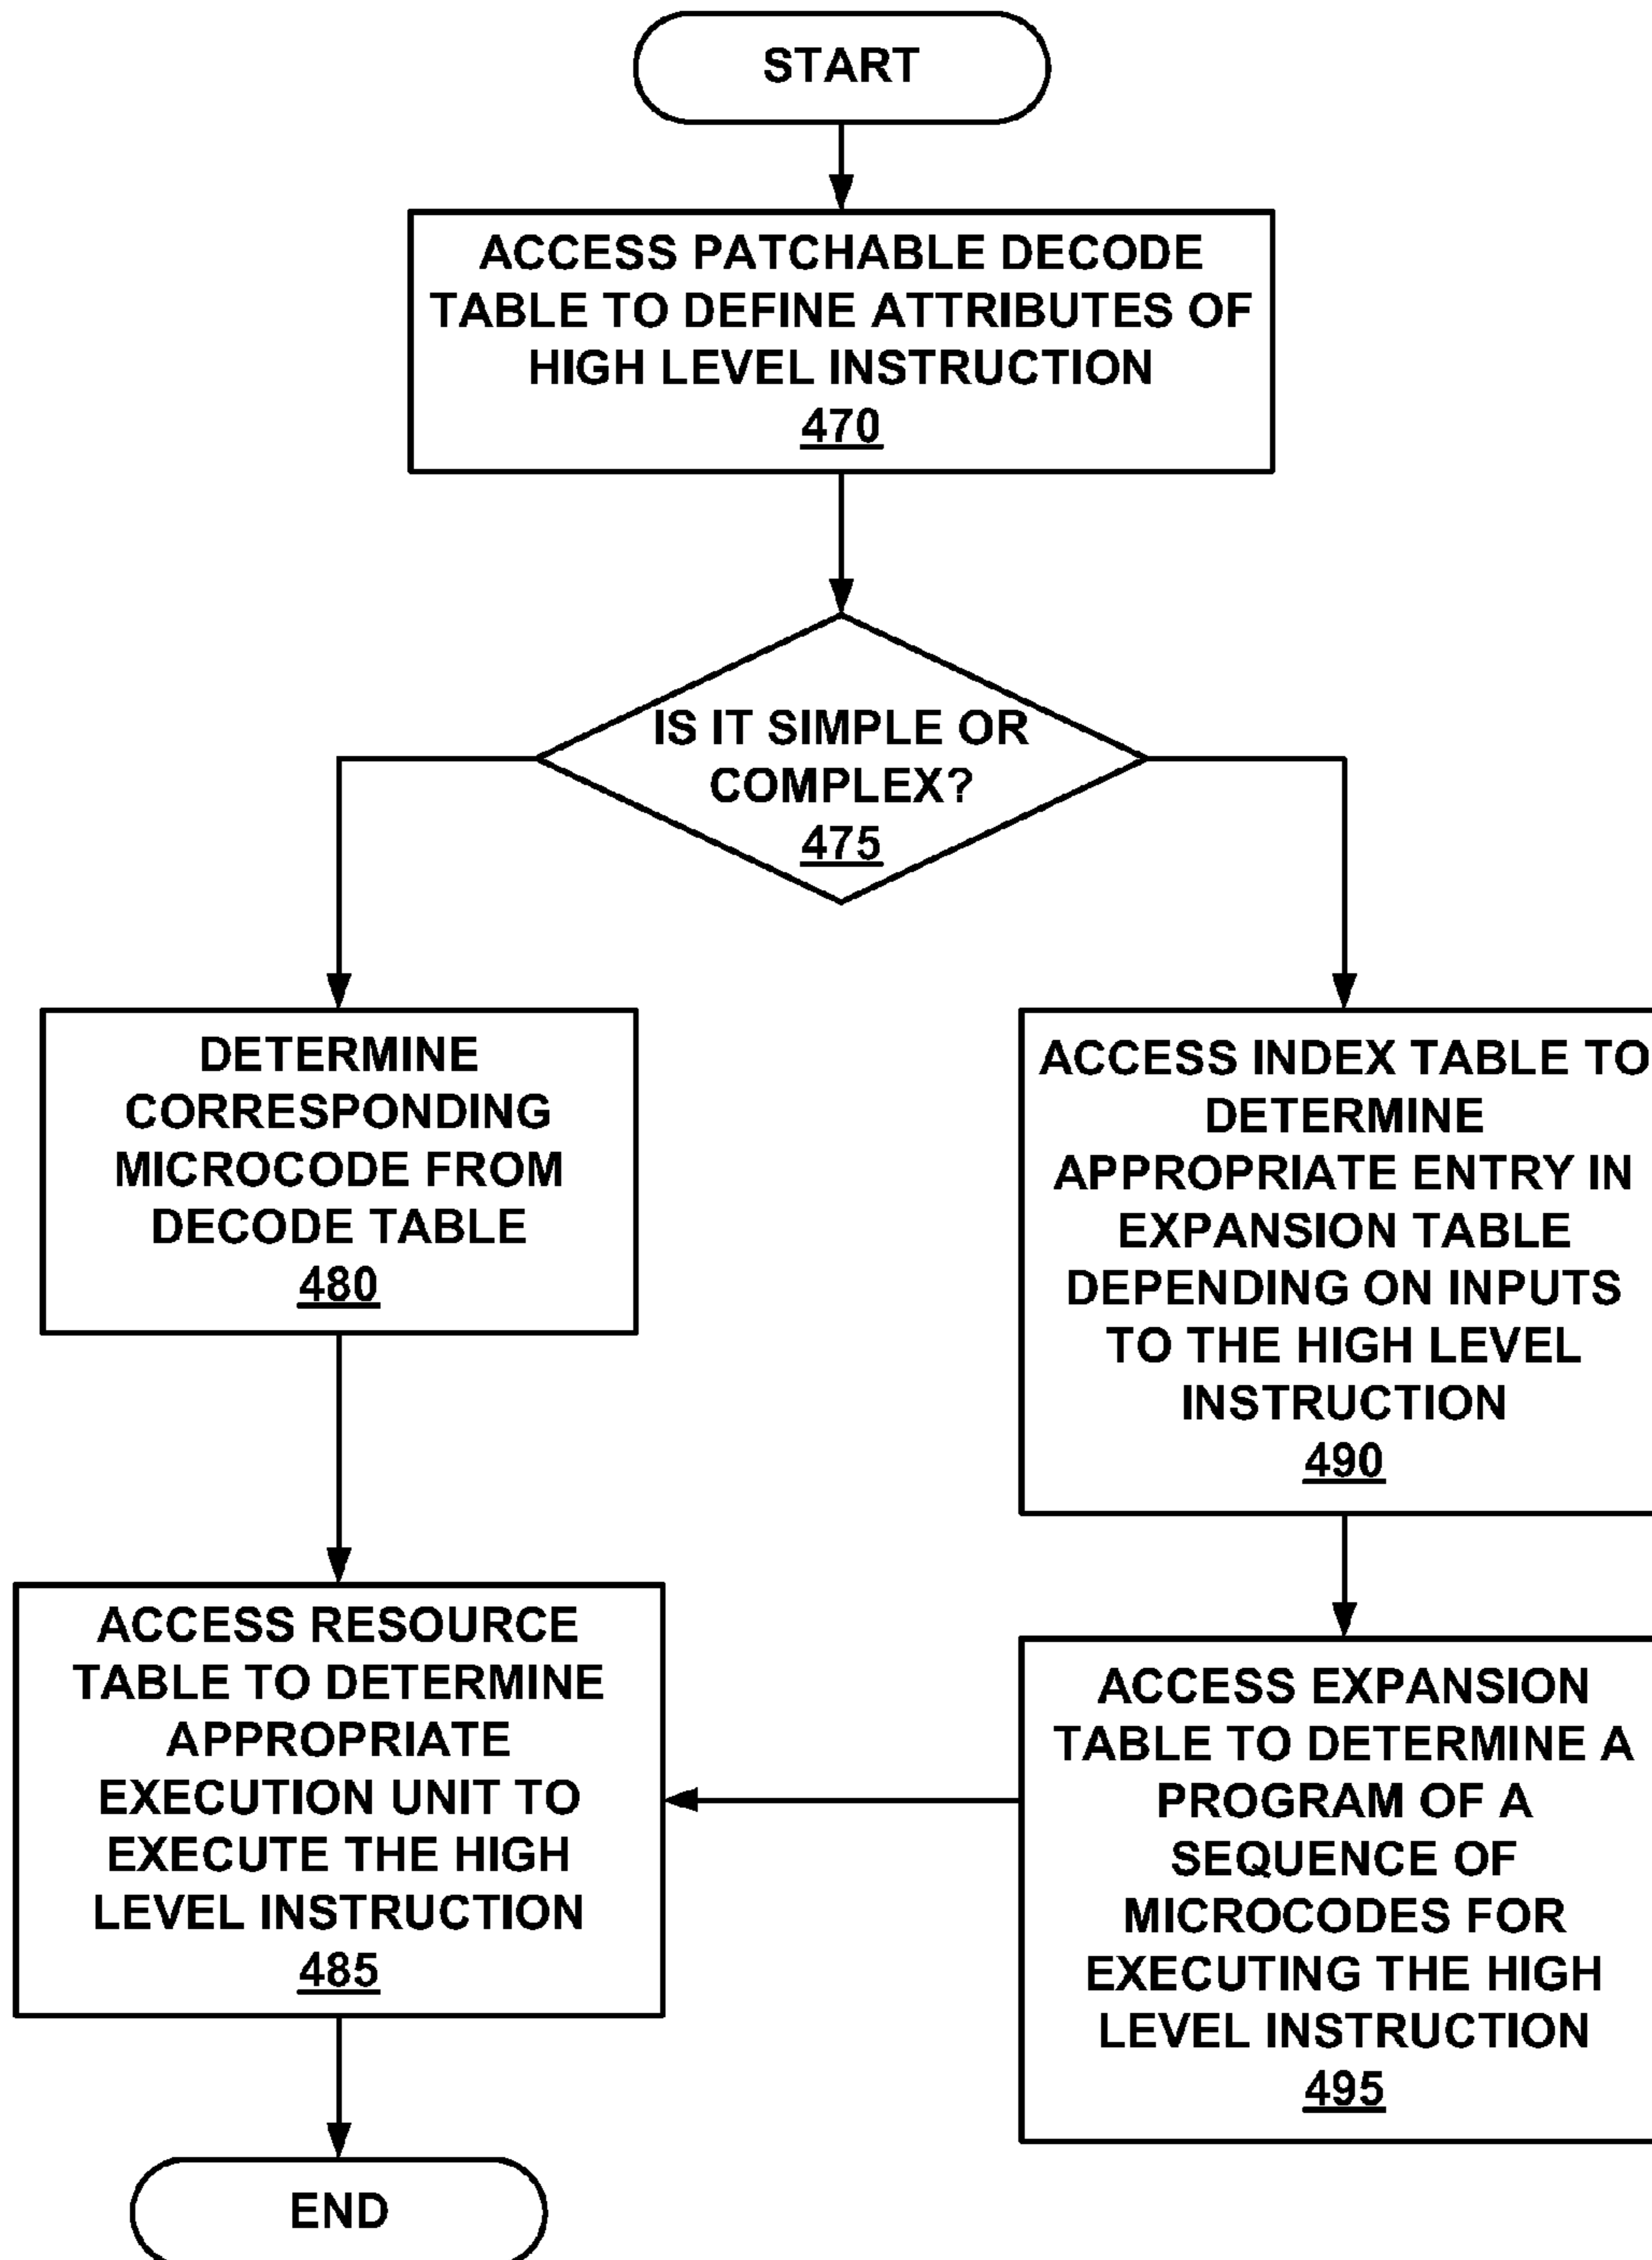 START
ACCESS PATCHABLE DECODE
TABLE TO DEFINE ATTRIBUTES OF
HIGH LEVEL INSTRUCTION
470
IS IT SIMPLE OR
COMPLEX?
475
DETERMINE
CORRESPONDING
MICROCODE FROM
DECODE TABLE
480
ACCESS INDEX TABLE TO
DETERMINE
APPROPRIATE ENTRY IN
EXPANSION TABLE
DEPENDING ON INPUTS
TO THE HIGH LEVEL
INSTRUCTION
490
ACCESS RESOURCE
TABLE TO DETERMINE
APPROPRIATE
EXECUTION UNIT TO
EXECUTE THE HIGH
LEVEL INSTRUCTION
485
ACCESS EXPANSION
TABLE TO DETERMINE A
PROGRAM OF A
SEQUENCE OF
MICROCODES FOR
EXECUTING THE HIGH
LEVEL INSTRUCTION
495
END